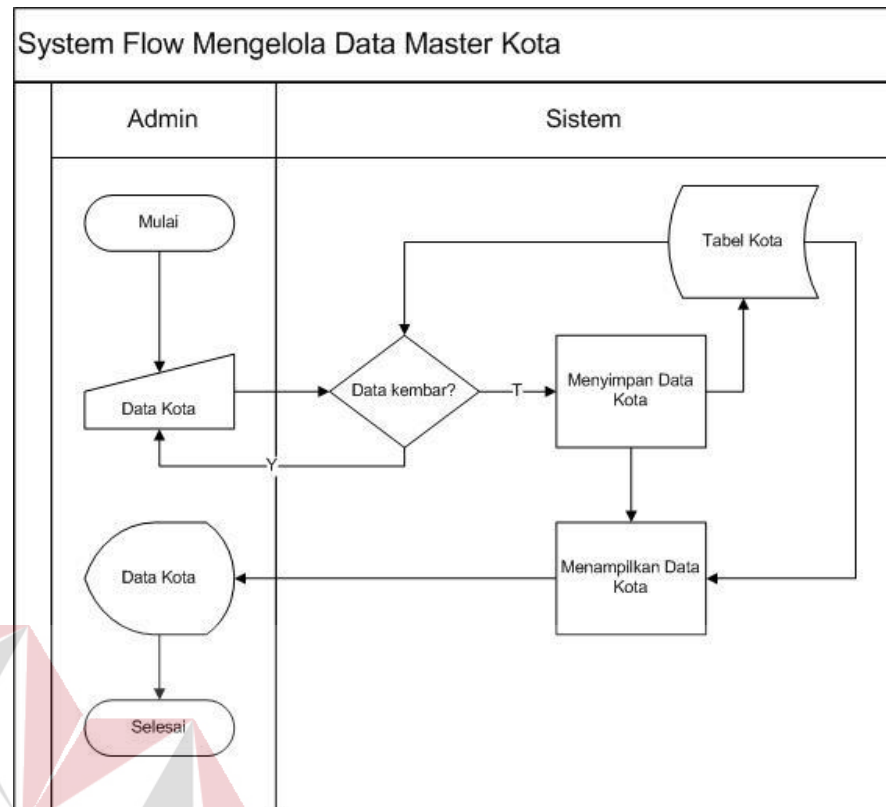 System Flow Mengelola Data Master Kota
Admin
Sistem
Mulai
Tabel Kota
Data Kota
Data kembar?
T
Menyimpan Data
Kota
Y
Data Kota
Menampilkan Data
Kota
Selesai